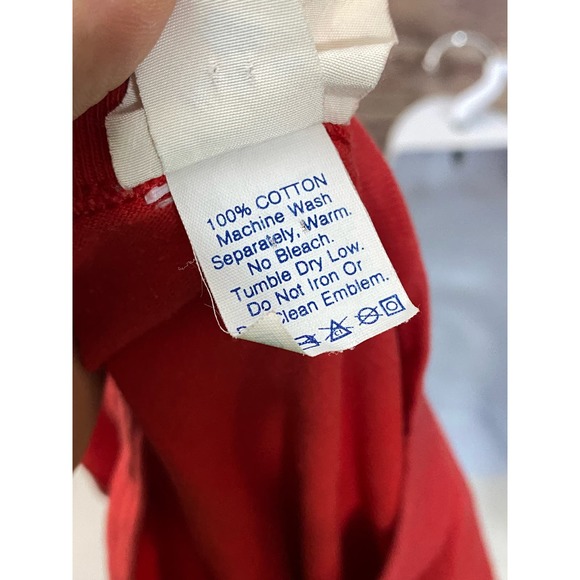 100% COTTON
Machine Wash
Separately, Warm.
No Bleach.
Tumble Dry Low.
Do Not Iron Or
Clean Emblem.